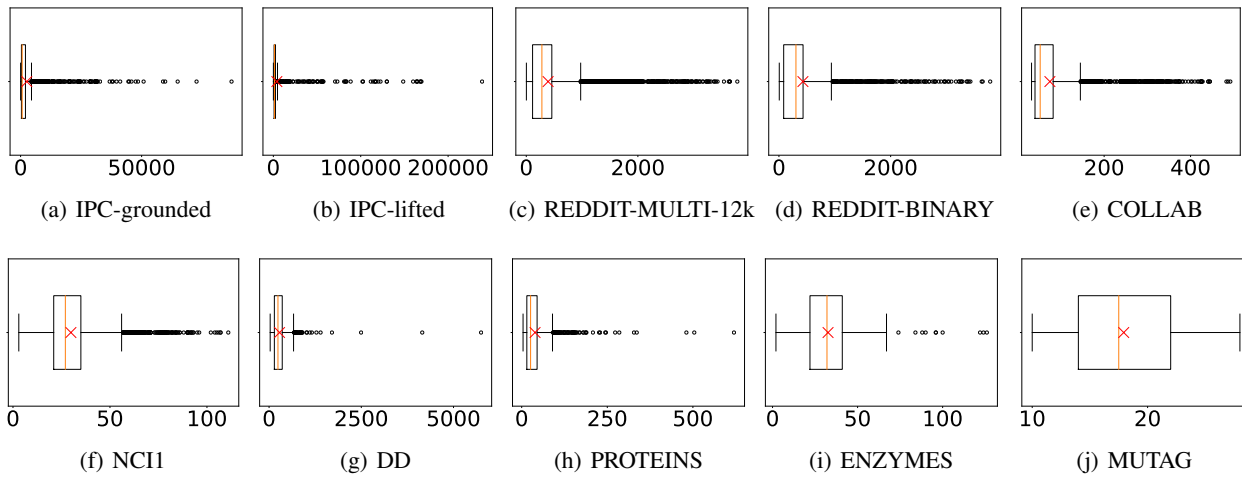 0 50000
(a) IPC-grounded
0 100000 200000
(b) IPC-lifted
0 2000
(c) REDDIT-MULTI-12k
0 2000
(d) REDDIT-BINARY
200 400
(e) COLLAB
0 50 100
(f) NCI1
0 2500 5000
(g) DD
0 250 500
(h) PROTEINS
0 50 100
(i) ENZYMES
10 20
(j) MUTAG